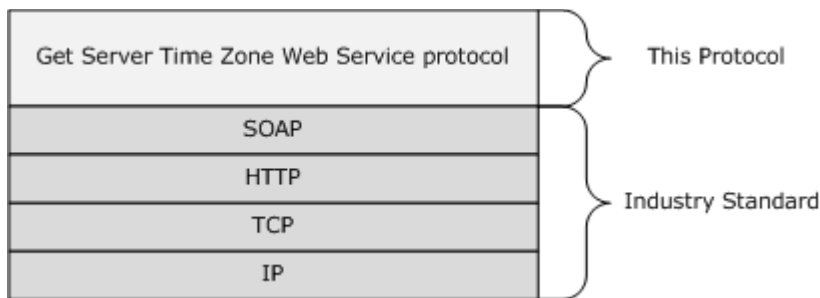 Get Server Time Zone Web Service protocol
This Protocol
SOAP
HTTP
TCP
IP
Industry Standard